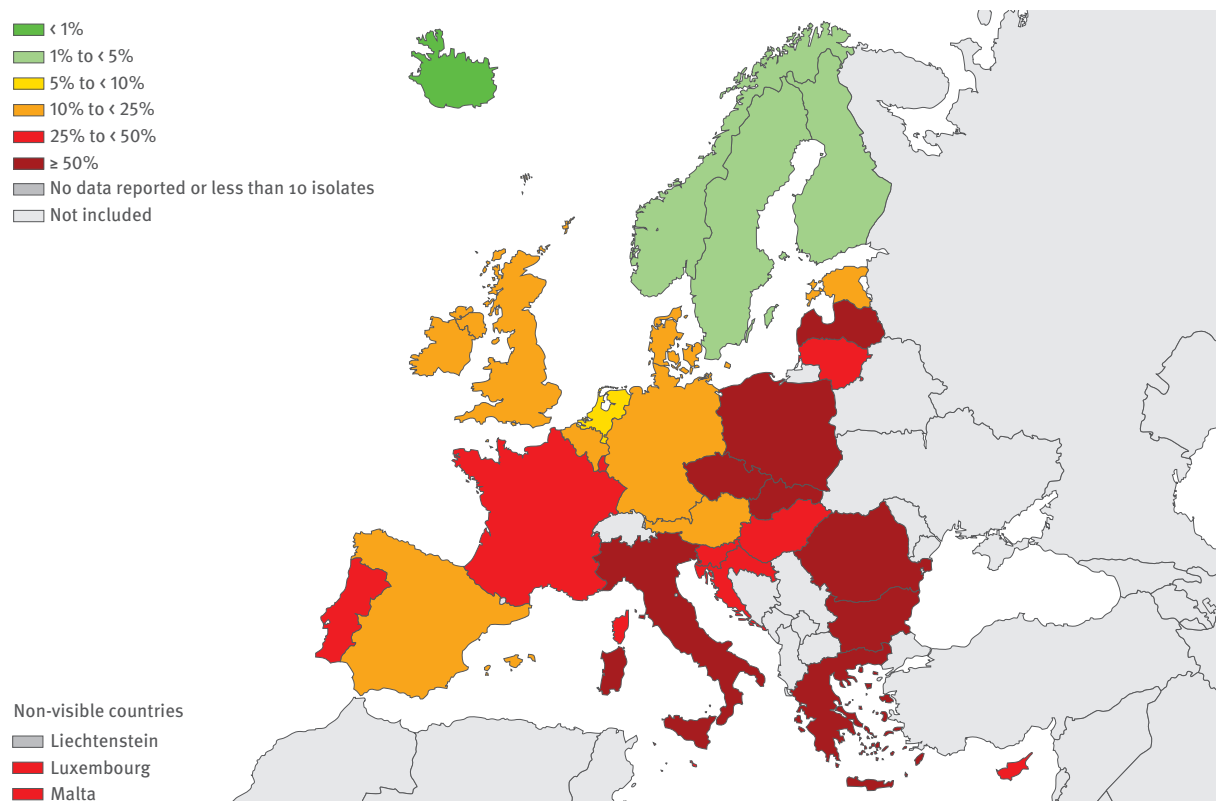 < 1%
1% to < 5%
5% to < 10%
10% to < 25%
25% to < 50%
≥ 50%
No data reported or less than 10 isolates
Not included
Non-visible countries
Liechtenstein
Luxembourg
Malta